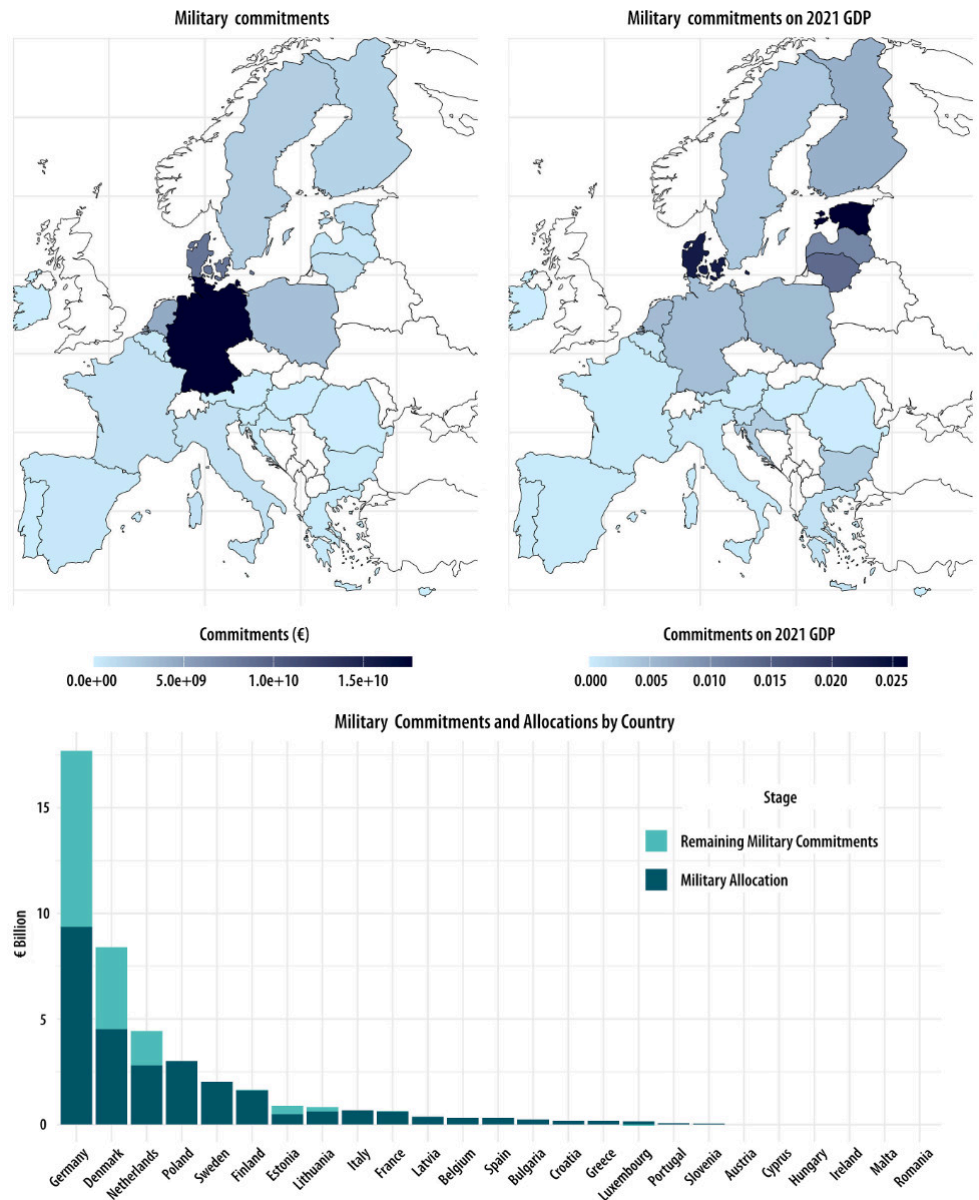 Military commitments
Military commitments on 2021 GDP
Commitments (€)
0.0e+00 5.0e+09 1.0e+10 1.5e+10
Commitments on 2021 GDP
0.000 0.005 0.010 0.015 0.020 0.025
Military Commitments and Allocations by Country
€ Billion
15
10
5
0
Stage
Remaining Military Commitments
Military Allocation
Germany
Denmark
Netherlands
Poland
Sweden
Finland
Estonia
Lithuania
Italy
France
Latvia
Belgium
Spain
Bulgaria
Croatia
Greece
Luxembourg
Portugal
Slovenia
Austria
Cyprus
Hungary
Ireland
Malta
Romania